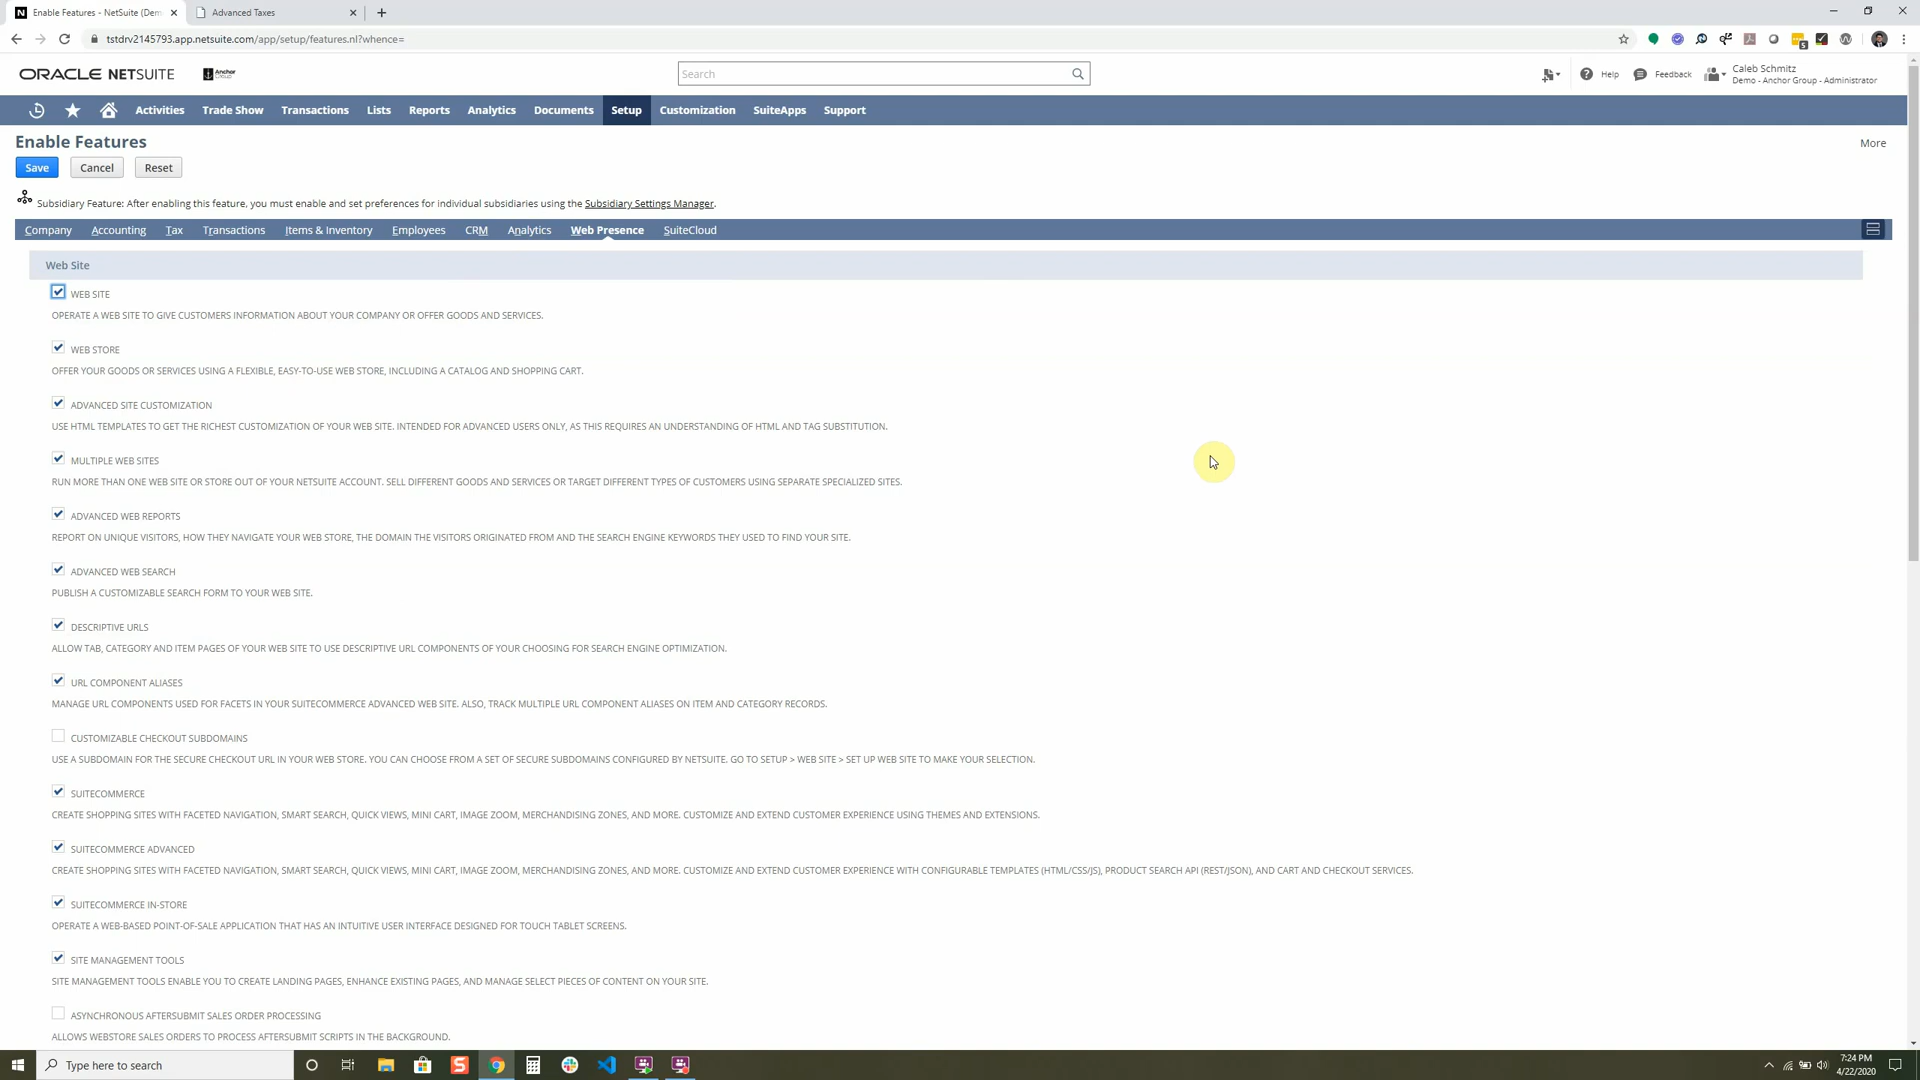 Enable Features - NetSuite (Dem
Advanced Taxes
tstdrv2145793.app.netsuite.com/app/setup/features.nl?whence=
ORACLE NETSUITE
Anchor Group
Search
Help
Feedback
Caleb Schmitz
Demo - Anchor Group - Administrator
Activities Trade Show Transactions Lists Reports Analytics Documents Setup Customization SuiteApps Support
Enable Features
More
Save Cancel Reset
Subsidiary Feature: After enabling this feature, you must enable and set preferences for individual subsidiaries using the Subsidiary Settings Manager.
Company Accounting Tax Transactions Items & Inventory Employees CRM Analytics Web Presence SuiteCloud
Web Site
WEB SITE
OPERATE A WEB SITE TO GIVE CUSTOMERS INFORMATION ABOUT YOUR COMPANY OR OFFER GOODS AND SERVICES.
WEB STORE
OFFER YOUR GOODS OR SERVICES USING A FLEXIBLE, EASY-TO-USE WEB STORE, INCLUDING A CATALOG AND SHOPPING CART.
ADVANCED SITE CUSTOMIZATION
USE HTML TEMPLATES TO GET THE RICHEST CUSTOMIZATION OF YOUR WEB SITE. INTENDED FOR ADVANCED USERS ONLY, AS THIS REQUIRES AN UNDERSTANDING OF HTML AND TAG SUBSTITUTION.
MULTIPLE WEB SITES
RUN MORE THAN ONE WEB SITE OR STORE OUT OF YOUR NETSUITE ACCOUNT. SELL DIFFERENT GOODS AND SERVICES OR TARGET DIFFERENT TYPES OF CUSTOMERS USING SEPARATE SPECIALIZED SITES.
ADVANCED WEB REPORTS
REPORT ON UNIQUE VISITORS, HOW THEY NAVIGATE YOUR WEB STORE, THE DOMAIN THE VISITORS ORIGINATED FROM AND THE SEARCH ENGINE KEYWORDS THEY USED TO FIND YOUR SITE.
ADVANCED WEB SEARCH
PUBLISH A CUSTOMIZABLE SEARCH FORM TO YOUR WEB SITE.
DESCRIPTIVE URLS
ALLOW TAB, CATEGORY AND ITEM PAGES OF YOUR WEB SITE TO USE DESCRIPTIVE URL COMPONENTS OF YOUR CHOOSING FOR SEARCH ENGINE OPTIMIZATION.
URL COMPONENT ALIASES
MANAGE URL COMPONENTS USED FOR FACETS IN YOUR SUITECOMMERCE ADVANCED WEB SITE. ALSO, TRACK MULTIPLE URL COMPONENT ALIASES ON ITEM AND CATEGORY RECORDS.
CUSTOMIZABLE CHECKOUT SUBDOMAINS
USE A SUBDOMAIN FOR THE SECURE CHECKOUT URL IN YOUR WEB STORE. YOU CAN CHOOSE FROM A SET OF SECURE SUBDOMAINS CONFIGURED BY NETSUITE. GO TO SETUP > WEB SITE > SET UP WEB SITE TO MAKE YOUR SELECTION.
SUITECOMMERCE
CREATE SHOPPING SITES WITH FACETED NAVIGATION, SMART SEARCH, QUICK VIEWS, MINI CART, IMAGE ZOOM, MERCHANDISING ZONES, AND MORE. CUSTOMIZE AND EXTEND CUSTOMER EXPERIENCE USING THEMES AND EXTENSIONS.
SUITECOMMERCE ADVANCED
CREATE SHOPPING SITES WITH FACETED NAVIGATION, SMART SEARCH, QUICK VIEWS, MINI CART, IMAGE ZOOM, MERCHANDISING ZONES, AND MORE. CUSTOMIZE AND EXTEND CUSTOMER EXPERIENCE WITH CONFIGURABLE TEMPLATES (HTML/CSS/JS), PRODUCT SEARCH API (REST/JSON), AND CART AND CHECKOUT SERVICES.
SUITECOMMERCE IN-STORE
OPERATE A WEB-BASED POINT-OF-SALE APPLICATION THAT HAS AN INTUITIVE USER INTERFACE DESIGNED FOR TOUCH TABLET SCREENS.
SITE MANAGEMENT TOOLS
SITE MANAGEMENT TOOLS ENABLE YOU TO CREATE LANDING PAGES, ENHANCE EXISTING PAGES, AND MANAGE SELECT PIECES OF CONTENT ON YOUR SITE.
ASYNCHRONOUS AFTERSUBMIT SALES ORDER PROCESSING
ALLOWS WEBSTORE SALES ORDERS TO PROCESS AFTERSUBMIT SCRIPTS IN THE BACKGROUND.
Type here to search
7:24 PM
4/22/2020